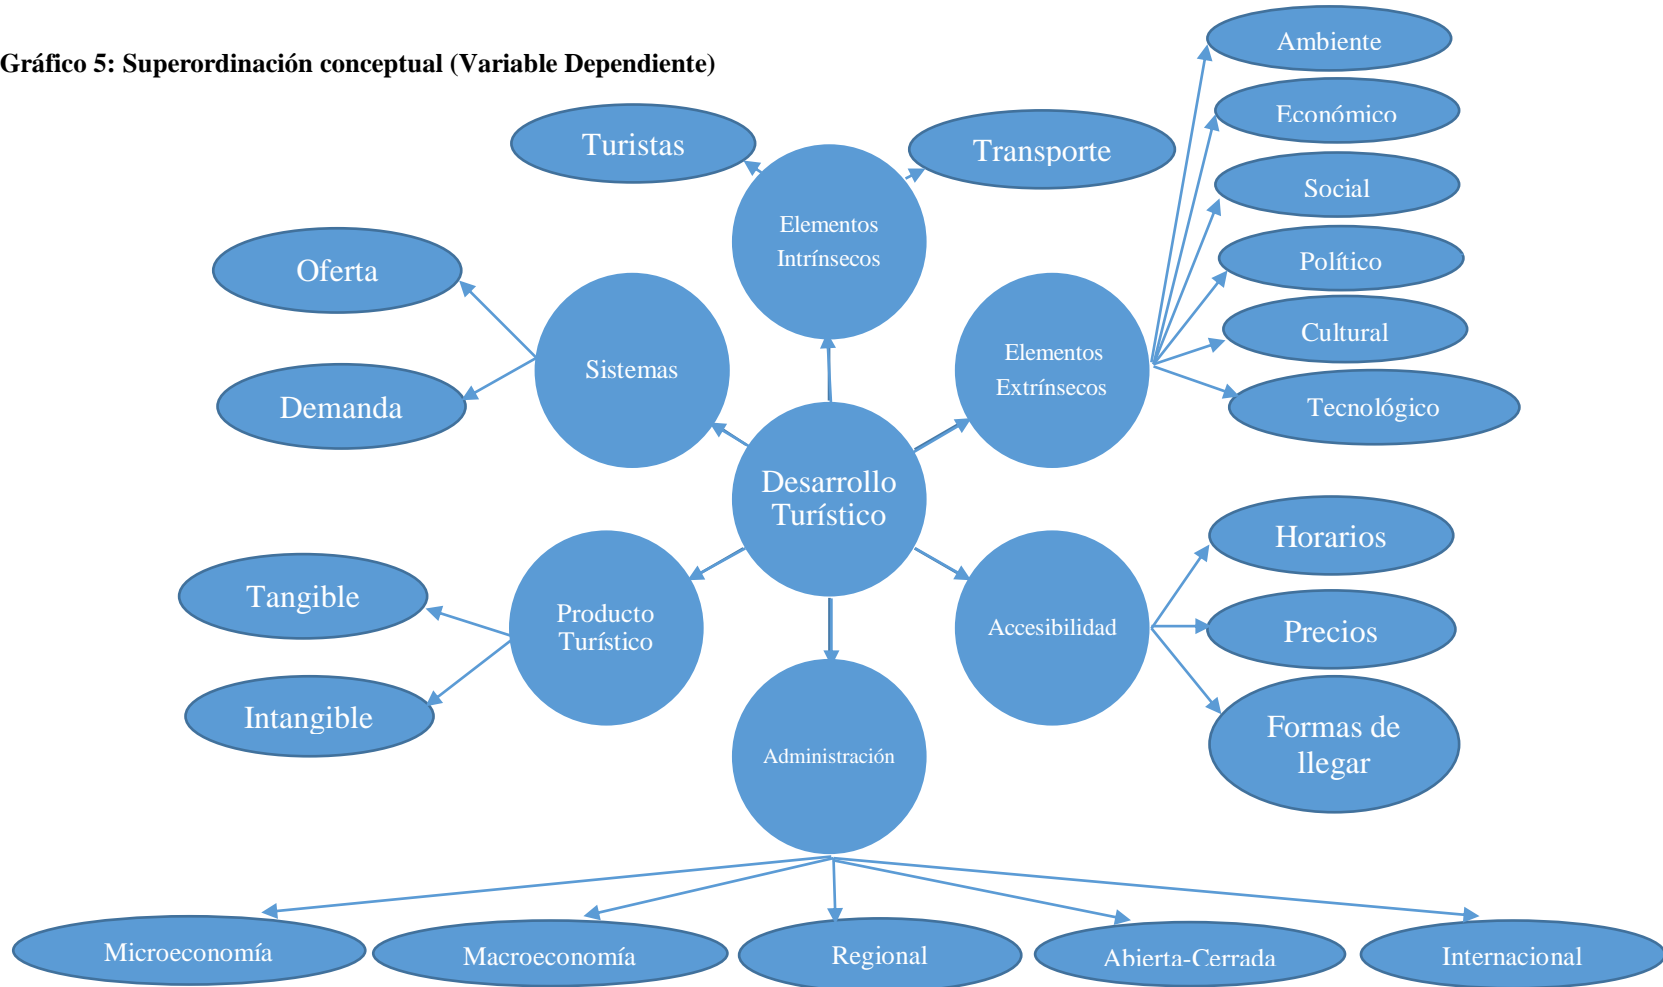 Gráfico 5: Superordinación conceptual (Variable Dependiente)
Ambiente
Económico
Social
Político
Cultural
Tecnológico
Turistas
Transporte
Elementos
Intrínsecos
Oferta
Demanda
Sistemas
Elementos
Extrínsecos
Desarrollo
Turístico
Tangible
Intangible
Producto
Turístico
Accesibilidad
Horarios
Precios
Formas de
llegar
Administración
Microeconomía
Macroeconomía
Regional
Abierta-Cerrada
Internacional